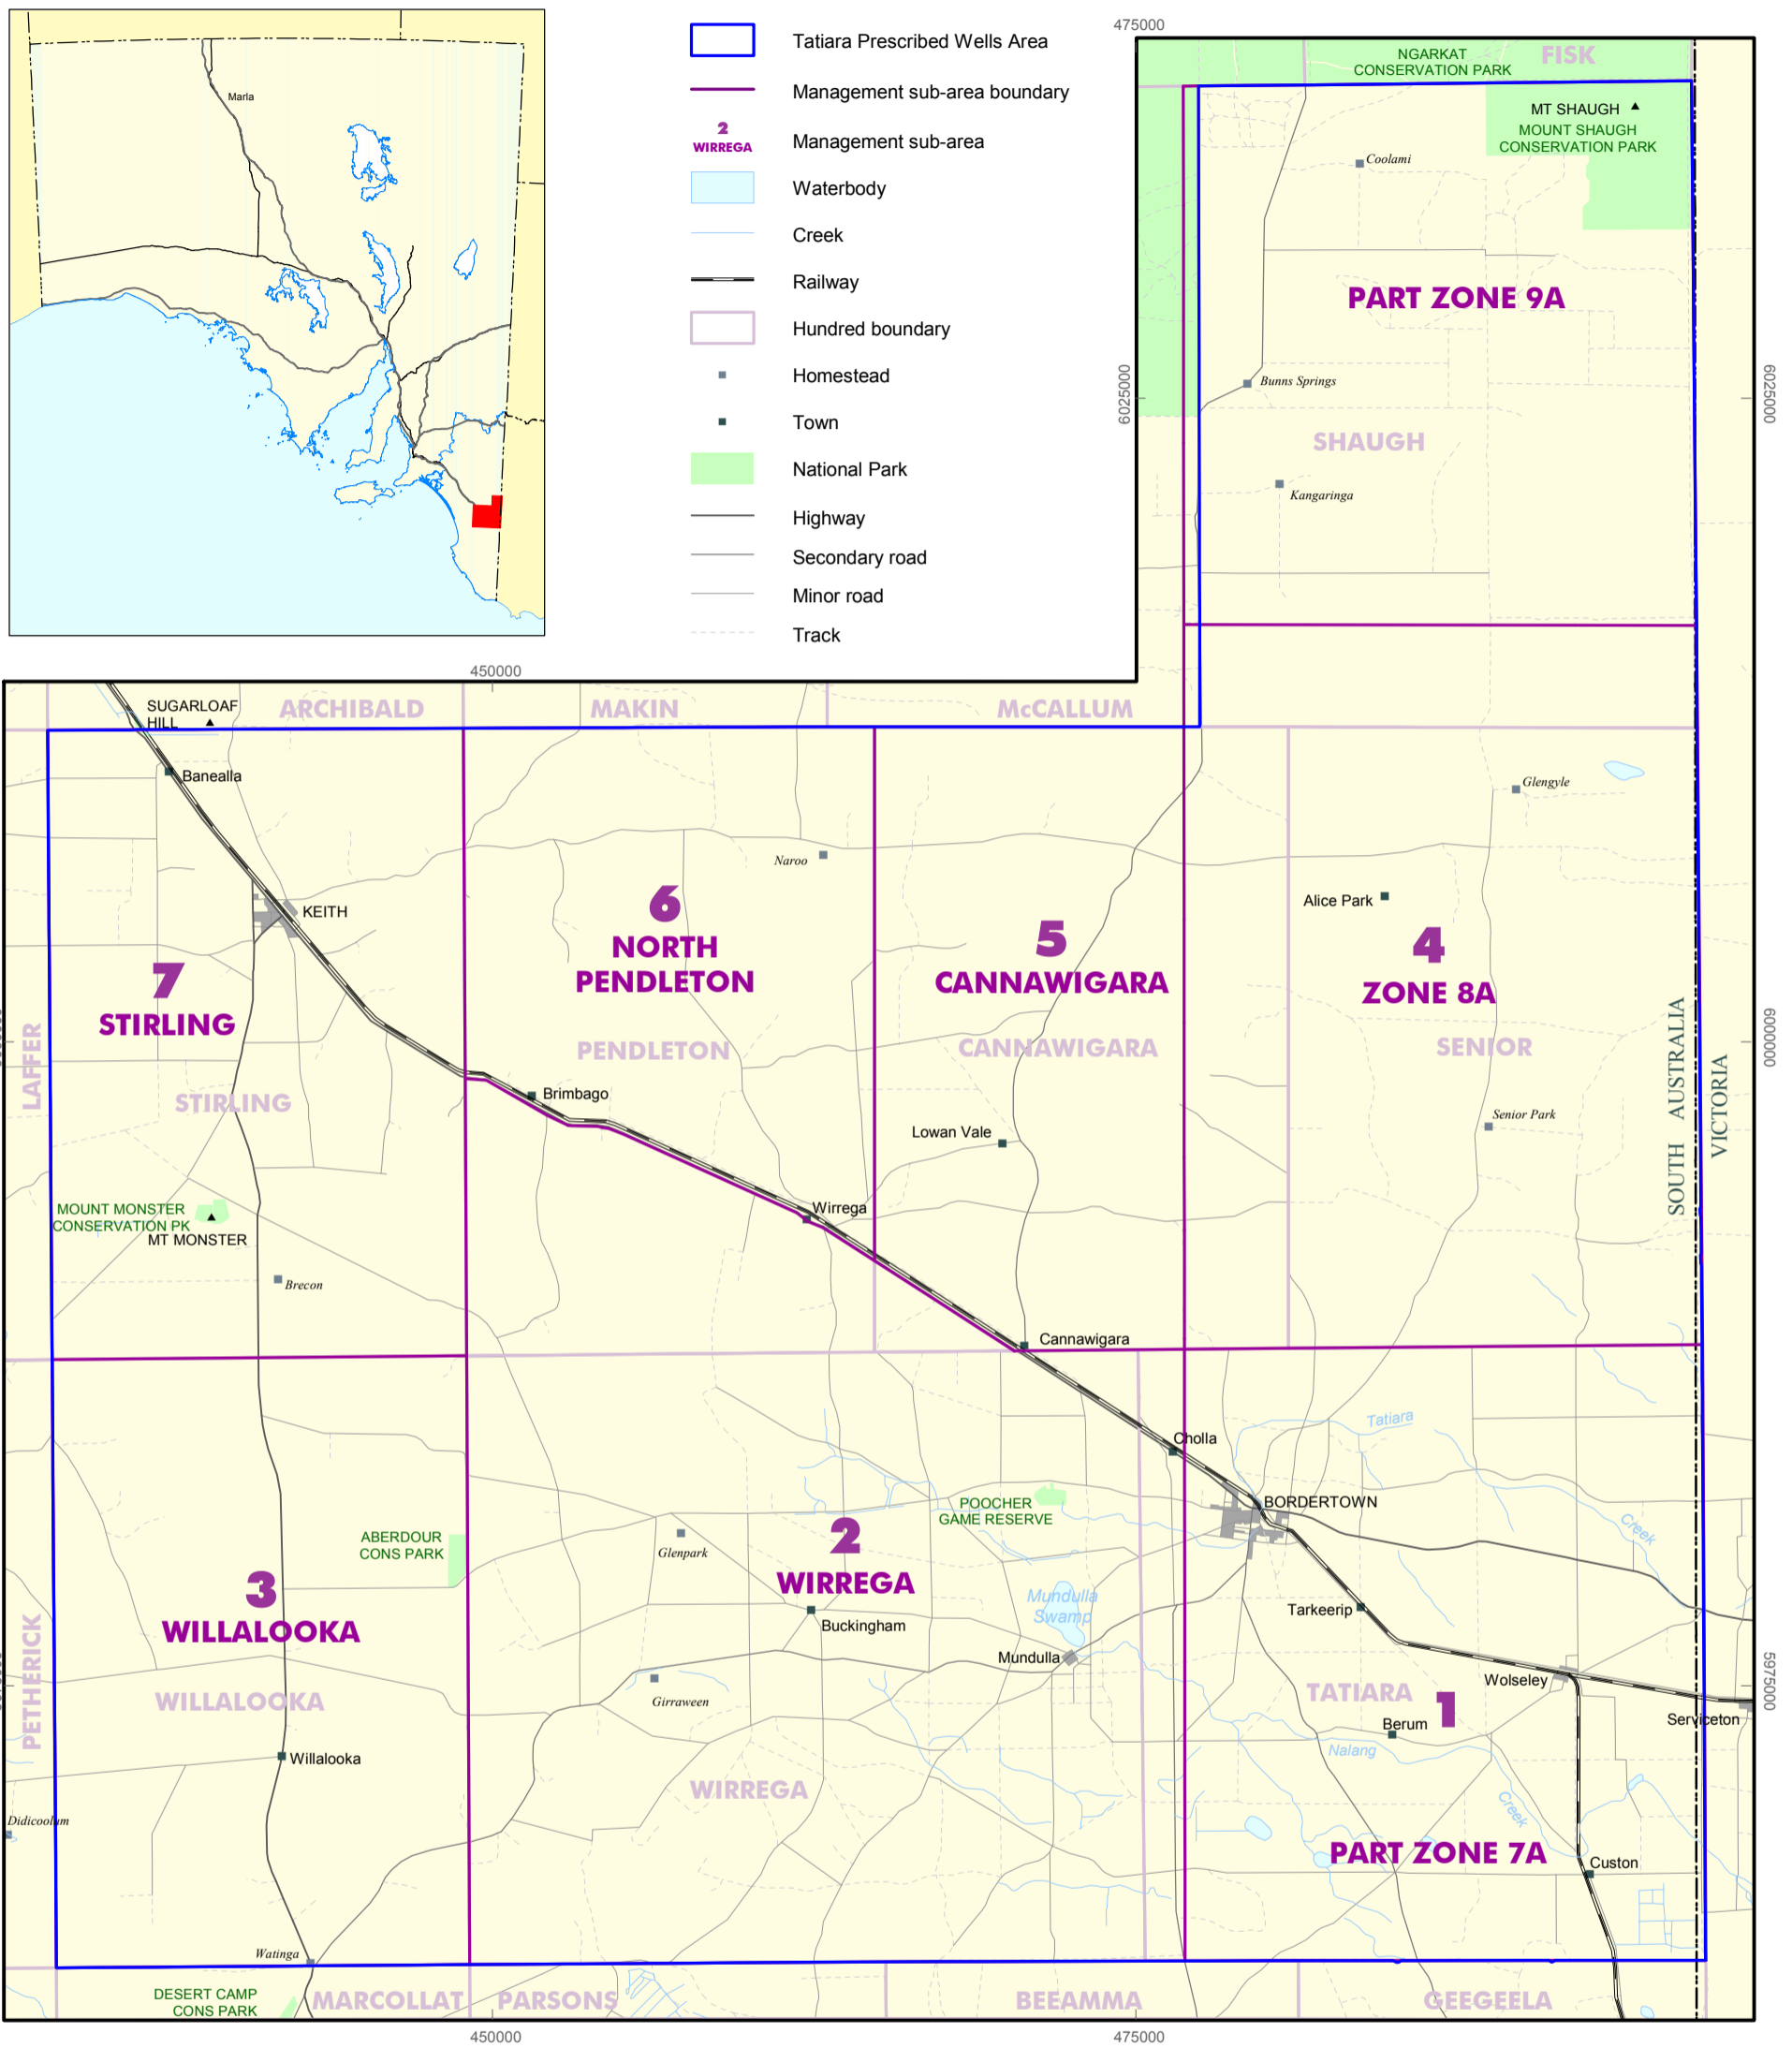 Marla
Tatiara Prescribed Wells Area
Management sub-area boundary
2
WIRREGA
Management sub-area
Waterbody
Creek
Railway
Hundred boundary
Homestead
Town
National Park
Highway
Secondary road
Minor road
Track
475000
NGARKAT
CONSERVATION PARK
FISK
MT SHAUGH
MOUNT SHAUGH
CONSERVATION PARK
Coolami
PART ZONE 9A
Bunns Springs
6025000
6025000
SHAUGH
Kangaringa
450000
SUGARLOAF
HILL
ARCHIBALD
MAKIN
McCALLUM
Banealla
Glengyle
Naroo
KEITH
6
NORTH
PENDLETON
5
CANNAWIGARA
Alice Park
4
ZONE 8A
7
STIRLING
LAFFER
PENDLETON
CANNAWIGARA
SENIOR
SOUTH AUSTRALIA
VICTORIA
6000000
STIRLING
Brimbago
Lowan Vale
Senior Park
MOUNT MONSTER
CONSERVATION PK
MT MONSTER
Wirrega
Brecon
Cannawigara
Tatiara
Cholla
POOCHER
GAME RESERVE
BORDERTOWN
Creek
ABERDOUR
CONS PARK
Glenpark
2
WIRREGA
3
WILLALOOKA
Mundulla
Swamp
Tarkeerip
Buckingham
Mundulla
PETHERICK
Wolseley
Girraween
WILLALOOKA
TATIARA
1
5975000
Serviceton
Berum
Nalang
Willalooka
WIRREGA
Creek
Didicoolum
PART ZONE 7A
Custon
Watinga
DESERT CAMP
CONS PARK
MARCOLLAT
PARSONS
BEEAMMA
GEEGEELA
450000
475000